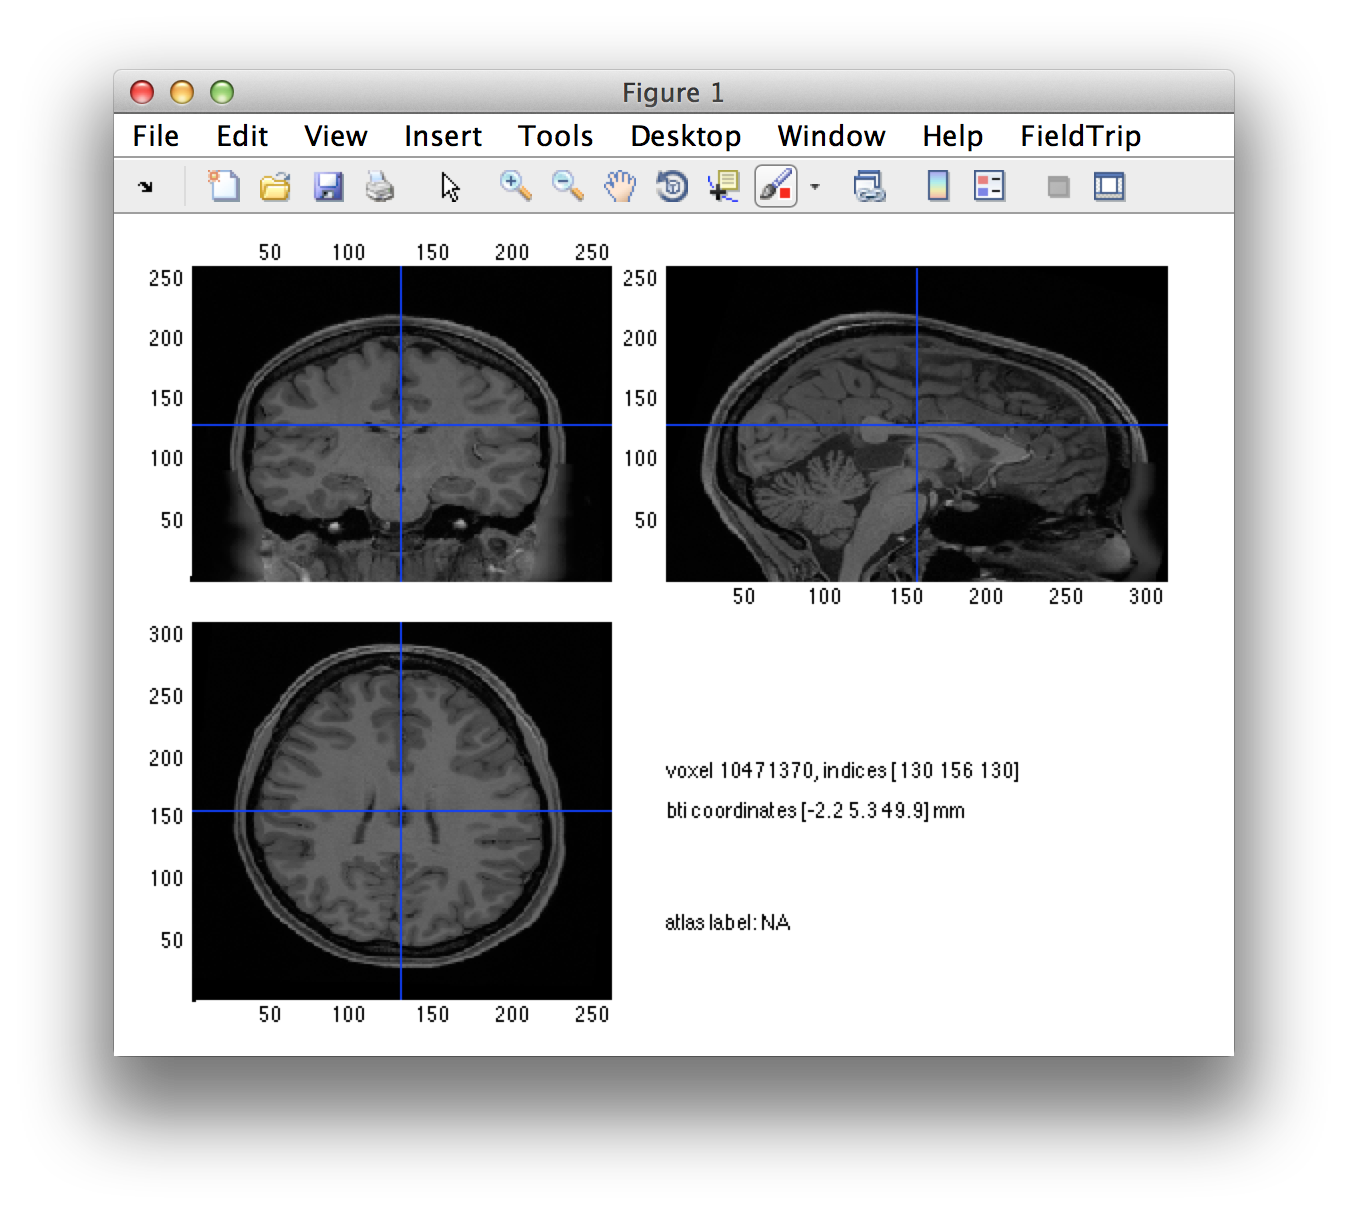 Figure 1
File Edit View Insert Tools Desktop Window Help FieldTrip
50 100 150 200 250
250
200
150
100
50
250
200
150
100
50
50 100 150 200 250 300
300
250
200
150
100
50
50 100 150 200 250
voxel 10471370, indices [130 156 130]
bti coordinates [-2.2 5.3 49.9] mm
atlas label: NA